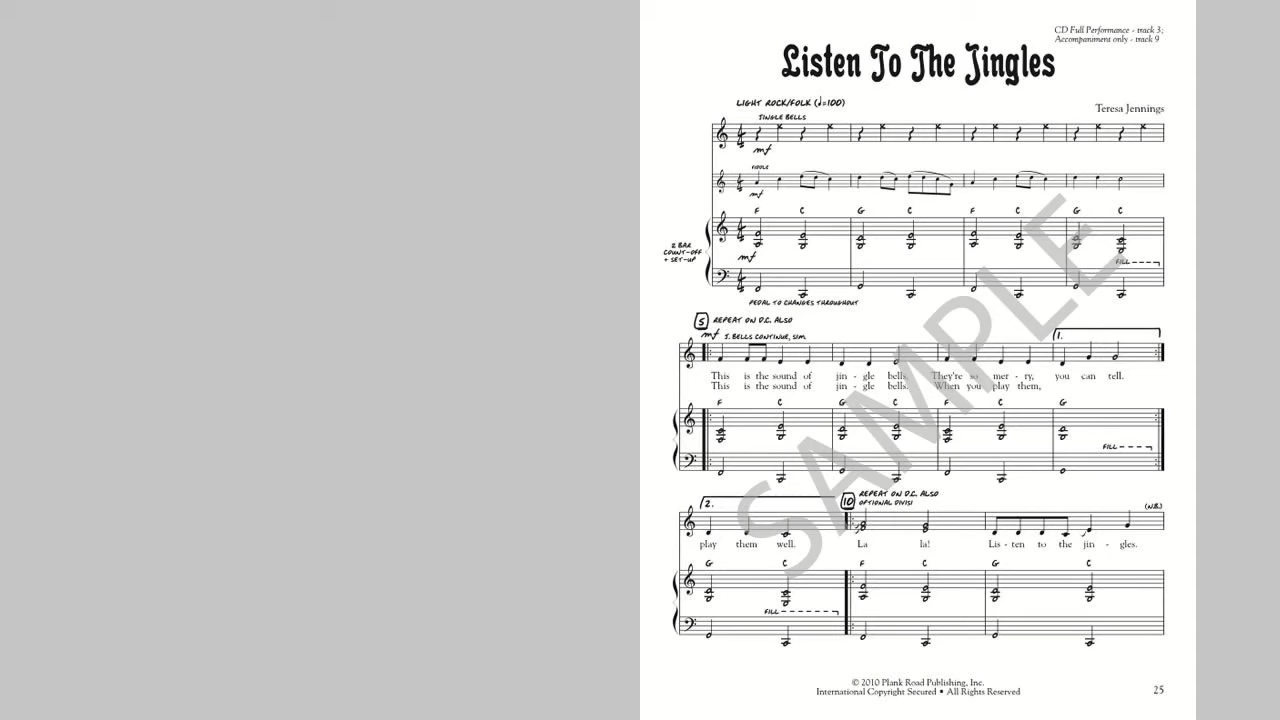 CD Full Performance - track 3;
Accompaniment only - track 9
Listen To The Jingles
Teresa Jennings
LIGHT ROCK/FOLK (♩=100)
JINGLE BELLS
mf
FIDDLE
mf
F C G C F C G C
2 BAR
COUNT-OFF
+ SET-UP
mf
FILL
PEDAL TO CHANGES THROUGHOUT
5 REPEAT ON D.C. ALSO
mf J. BELLS CONTINUE, SIM.
1.
This is the sound of jin - gle bells. They're so mer - ry, you can tell.
This is the sound of jin - gle bells. When you play them,
F C G C F C G
FILL
2.
10 REPEAT ON D.C. ALSO
OPTIONAL DIVISI
(N.B.)
play them well. La la! Lis - ten to the jin - gles.
G C F C G C
FILL
SAMPLE
© 2010 Plank Road Publishing, Inc.
International Copyright Secured • All Rights Reserved
25